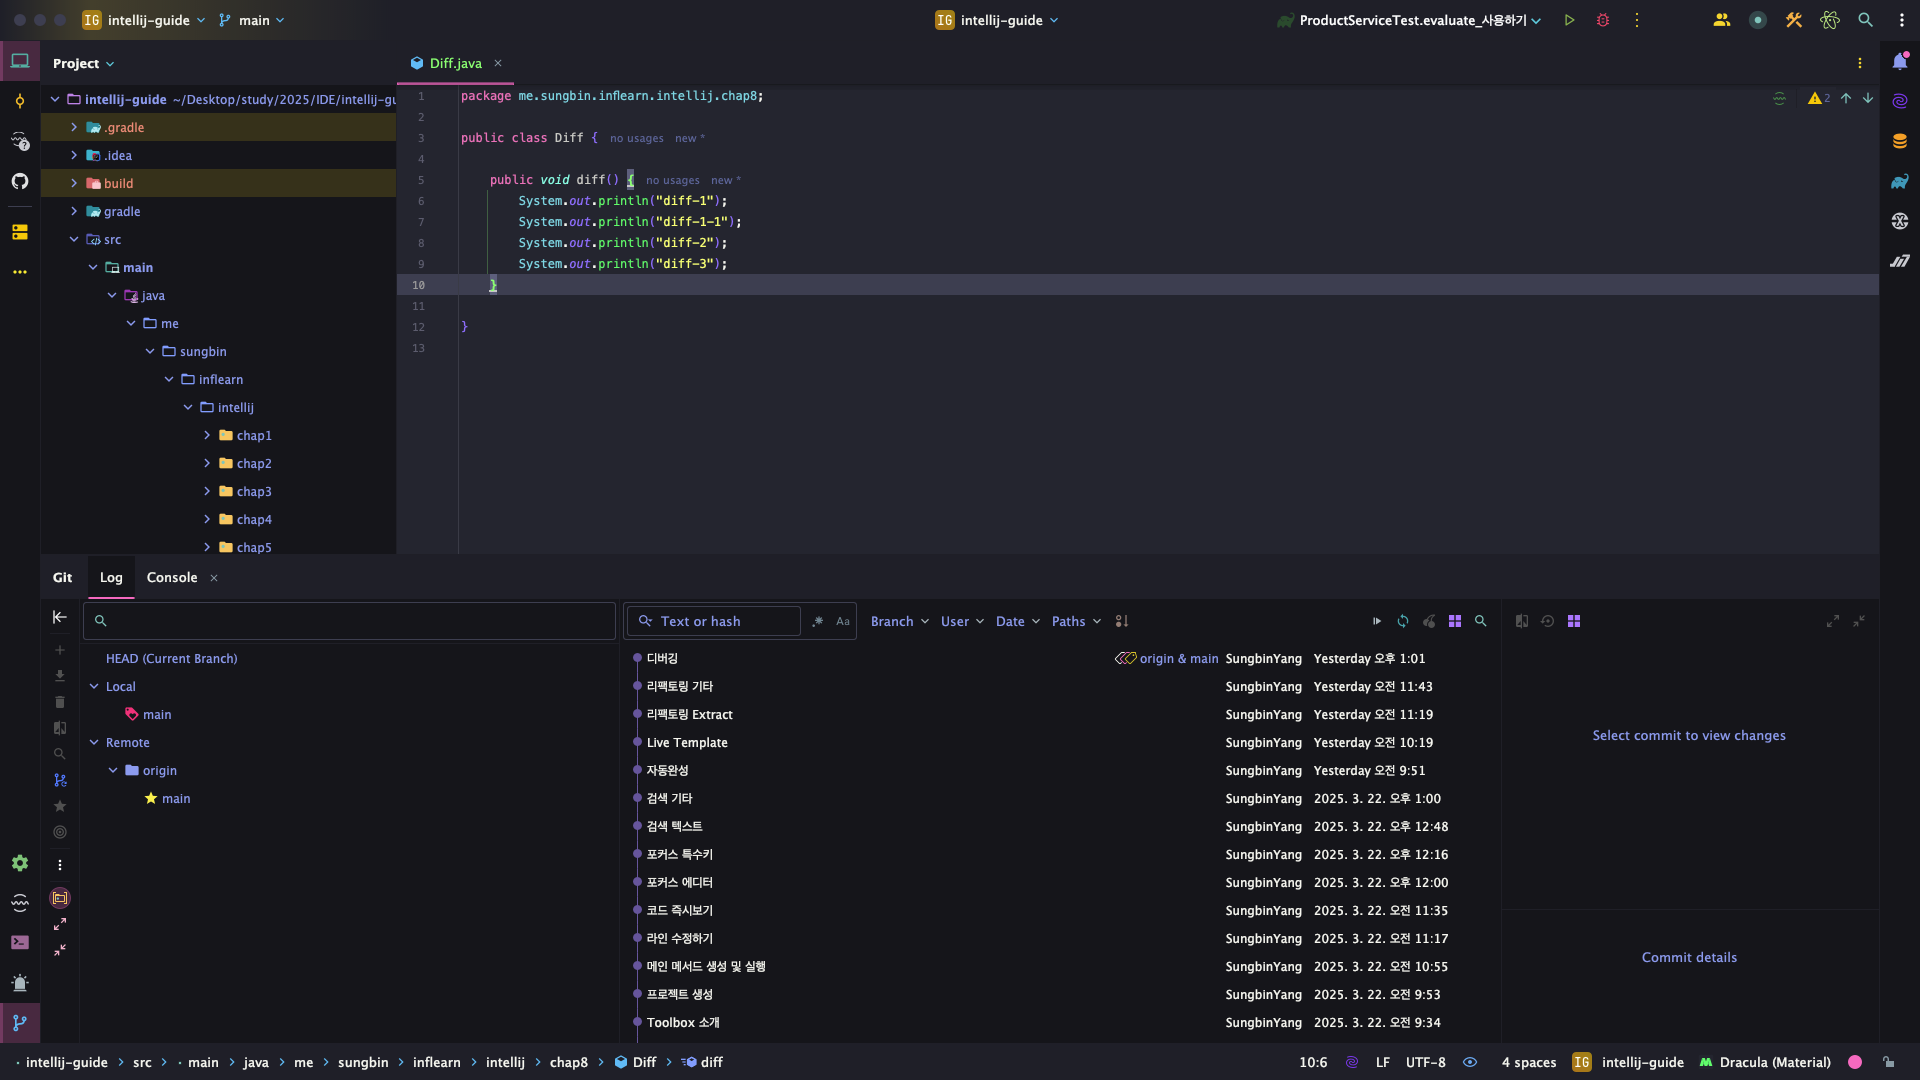 IG intellij-guide main
IG intellij-guide
ProductServiceTest.evaluate_사용하기
Project
Diff.java
intellij-guide ~/Desktop/study/2025/IDE/intellij-gu
.gradle
.idea
build
gradle
src
main
java
me
sungbin
inflearn
intellij
chap1
chap2
chap3
chap4
chap5
1 package me.sungbin.inflearn.intellij.chap8;
2
3 public class Diff { no usages new *
4
5 public void diff() { no usages new *
6 System.out.println("diff-1");
7 System.out.println("diff-1-1");
8 System.out.println("diff-2");
9 System.out.println("diff-3");
10 }
11
12 }
13
2
Git Log Console
Text or hash
Aa
Branch User Date Paths
HEAD (Current Branch)
Local
main
Remote
origin
main
디버깅 origin & main SungbinYang Yesterday 오후 1:01
리팩토링 기타 SungbinYang Yesterday 오전 11:43
리팩토링 Extract SungbinYang Yesterday 오전 11:19
Live Template SungbinYang Yesterday 오전 10:19
자동완성 SungbinYang Yesterday 오전 9:51
검색 기타 SungbinYang 2025. 3. 22. 오후 1:00
검색 텍스트 SungbinYang 2025. 3. 22. 오후 12:48
포커스 특수키 SungbinYang 2025. 3. 22. 오후 12:16
포커스 에디터 SungbinYang 2025. 3. 22. 오후 12:00
코드 즉시보기 SungbinYang 2025. 3. 22. 오전 11:35
라인 수정하기 SungbinYang 2025. 3. 22. 오전 11:17
메인 메서드 생성 및 실행 SungbinYang 2025. 3. 22. 오전 10:55
프로젝트 생성 SungbinYang 2025. 3. 22. 오전 9:53
Toolbox 소개 SungbinYang 2025. 3. 22. 오전 9:34
Select commit to view changes
Commit details
intellij-guide > src > main > java > me > sungbin > inflearn > intellij > chap8 > Diff > diff
10:6 LF UTF-8 4 spaces IG intellij-guide Dracula (Material)